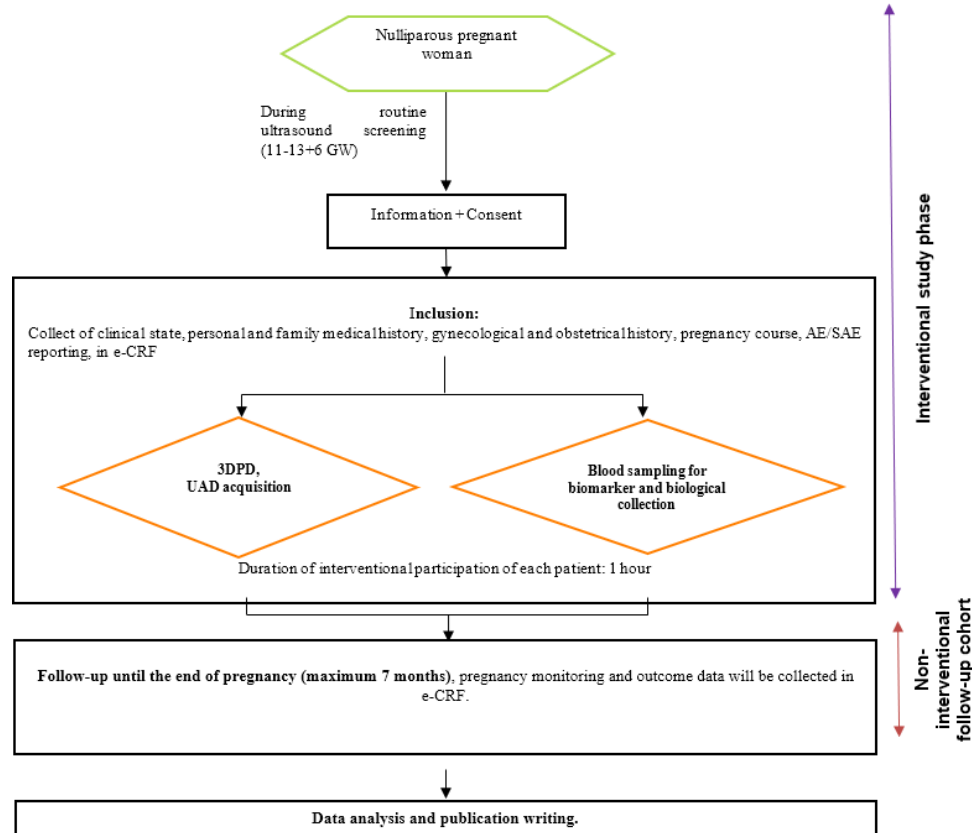 Nulliparous pregnant
woman
During routine
ultrasound screening
(11-13+6 GW)
Information + Consent
Inclusion:
Collect of clinical state, personal and family medical history, gynecological and obstetrical history, pregnancy course, AE/SAE
reporting, in e-CRF
3DPD,
UAD acquisition
Blood sampling for
biomarker and biological
collection
Duration of interventional participation of each patient: 1 hour
Interventional study phase
Follow-up until the end of pregnancy (maximum 7 months), pregnancy monitoring and outcome data will be collected in
e-CRF.
Non-
interventional
follow-up cohort
Data analysis and publication writing.